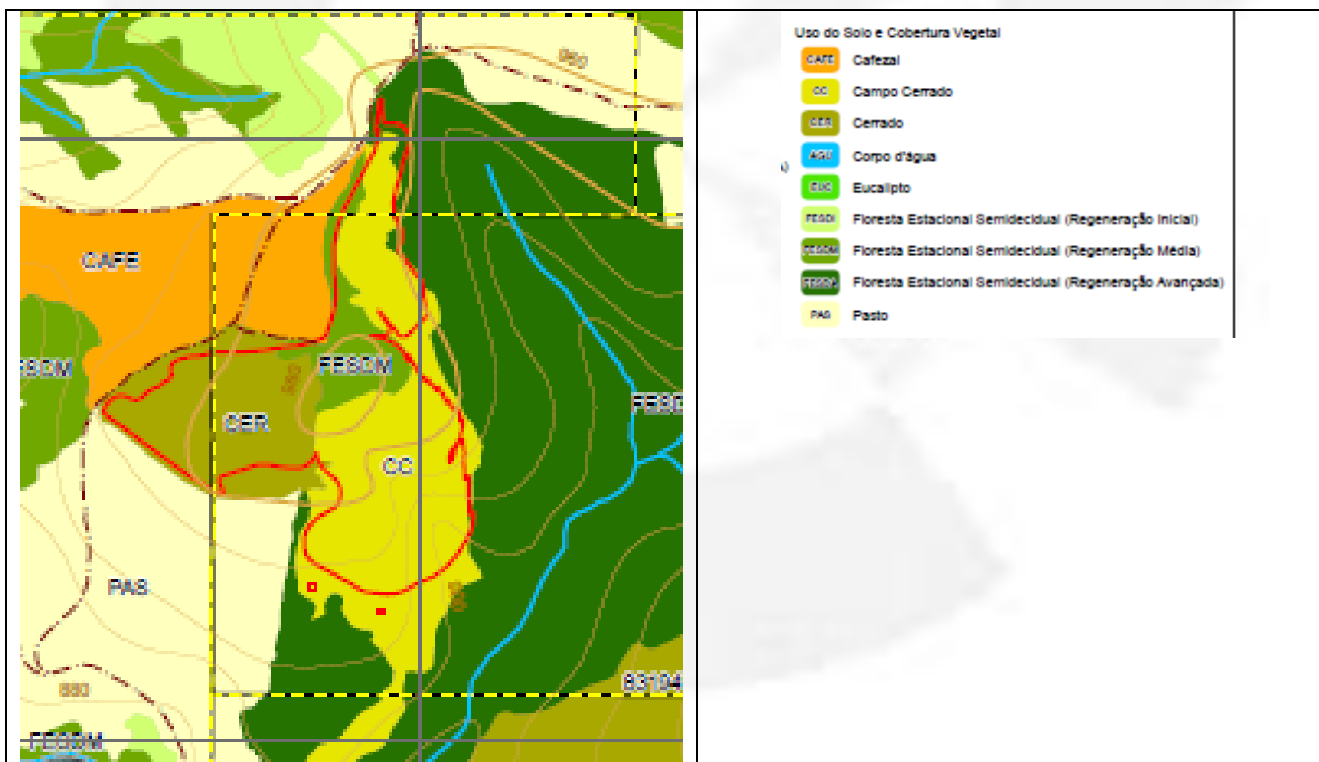 CAFE
CER
FESDM
CC
PAS
880
FESDM
Uso do Solo e Cobertura Vegetal
CAFE Cafezal
CC Campo Cerrado
CER Cerrado
AGU Corpo d'água
EUC Eucalipto
FESDI Floresta Estacional Semidecidual (Regeneração Inicial)
FESDM Floresta Estacional Semidecidual (Regeneração Média)
FESDA Floresta Estacional Semidecidual (Regeneração Avançada)
PAS Pasto